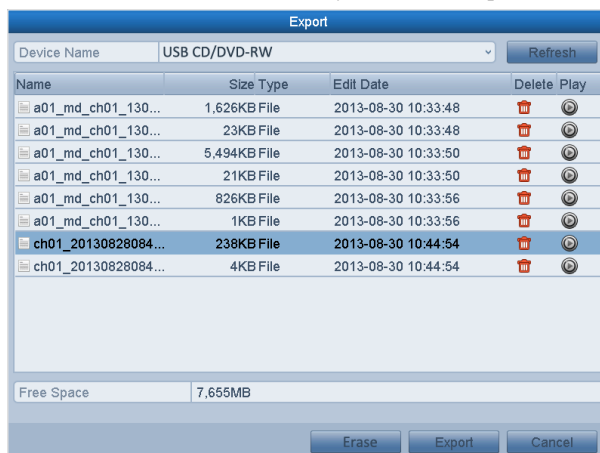 Export
Device Name USB CD/DVD-RW Refresh
Name Size Type Edit Date Delete Play
a01_md_ch01_130... 1,626KB File 2013-08-30 10:33:48
a01_md_ch01_130... 23KB File 2013-08-30 10:33:48
a01_md_ch01_130... 5,494KB File 2013-08-30 10:33:50
a01_md_ch01_130... 21KB File 2013-08-30 10:33:50
a01_md_ch01_130... 826KB File 2013-08-30 10:33:56
a01_md_ch01_130... 1KB File 2013-08-30 10:33:56
ch01_20130828084... 238KB File 2013-08-30 10:44:54
ch01_20130828084... 4KB File 2013-08-30 10:44:54
Free Space 7,655MB
Erase Export Cancel